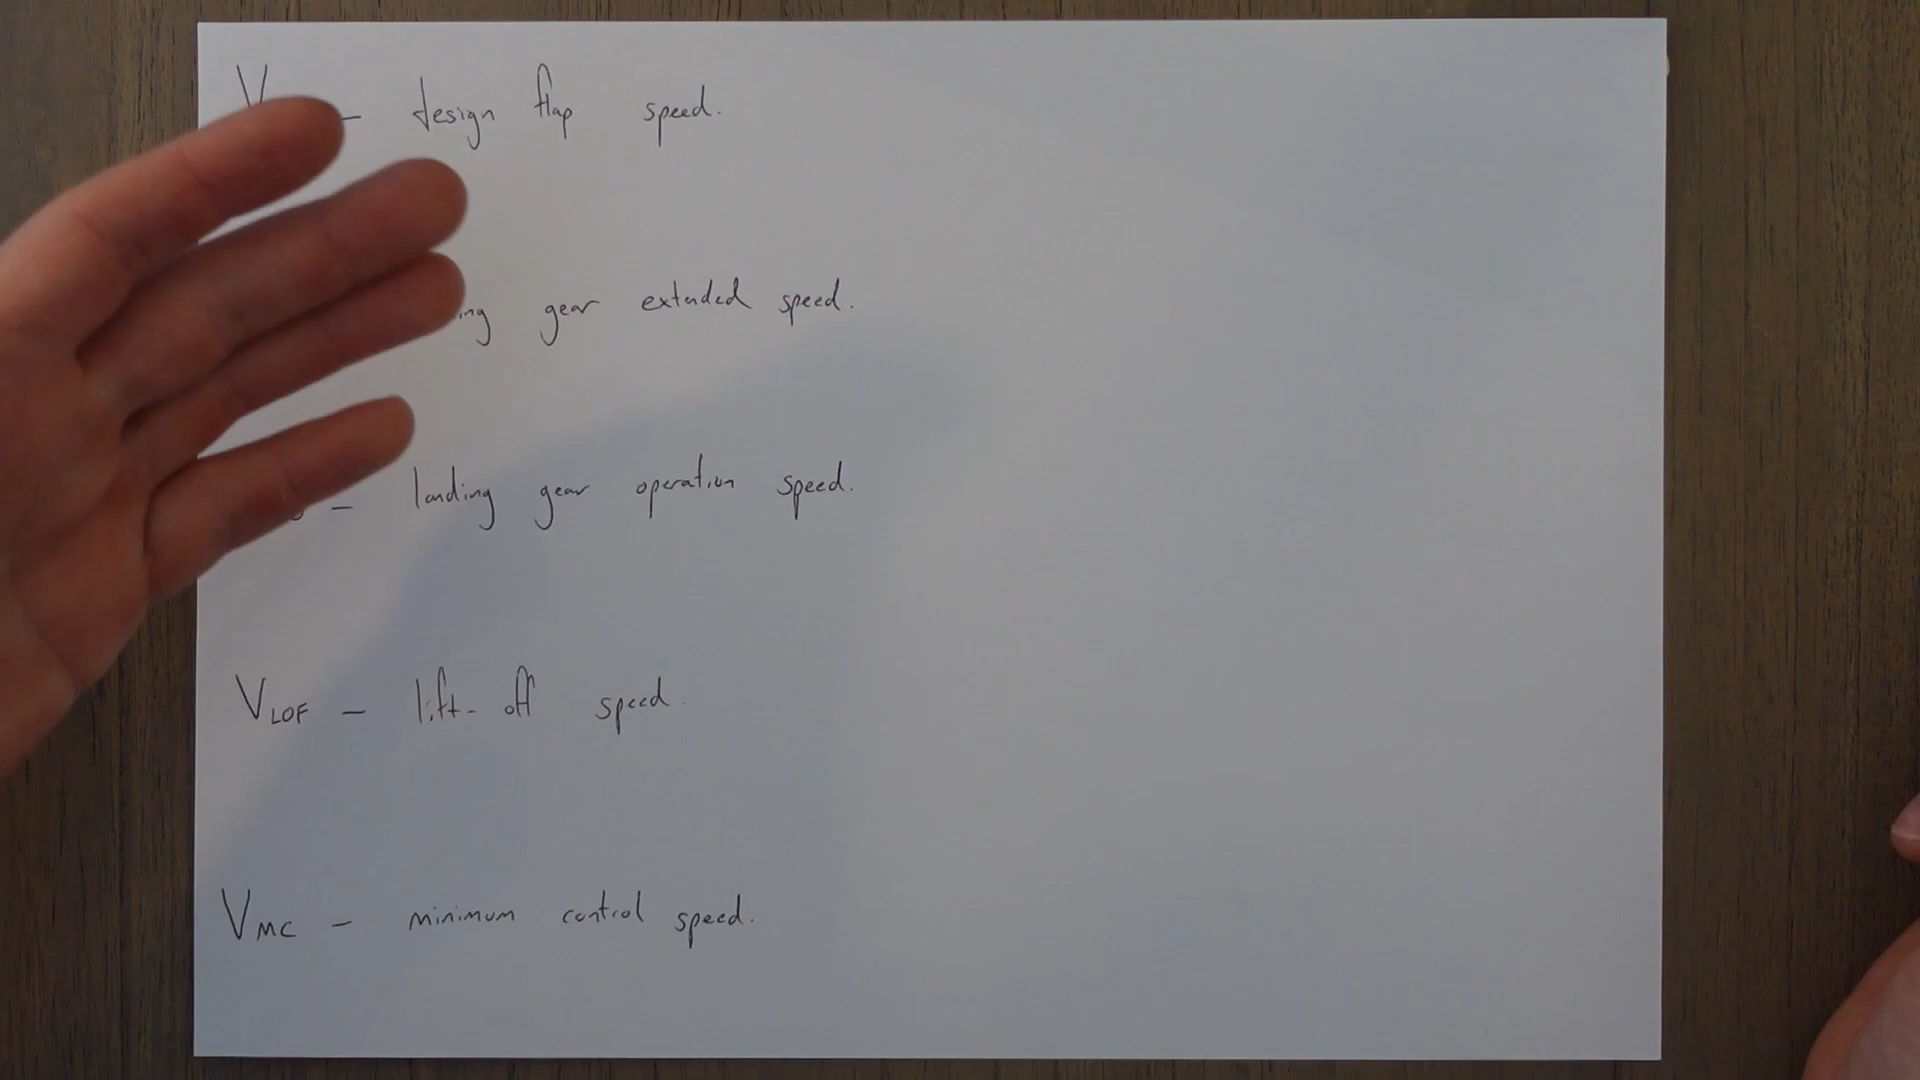 V — design flap speed.
gear extended speed.
— landing gear operation speed.
VLOF — lift-off speed.
VMC — minimum control speed.